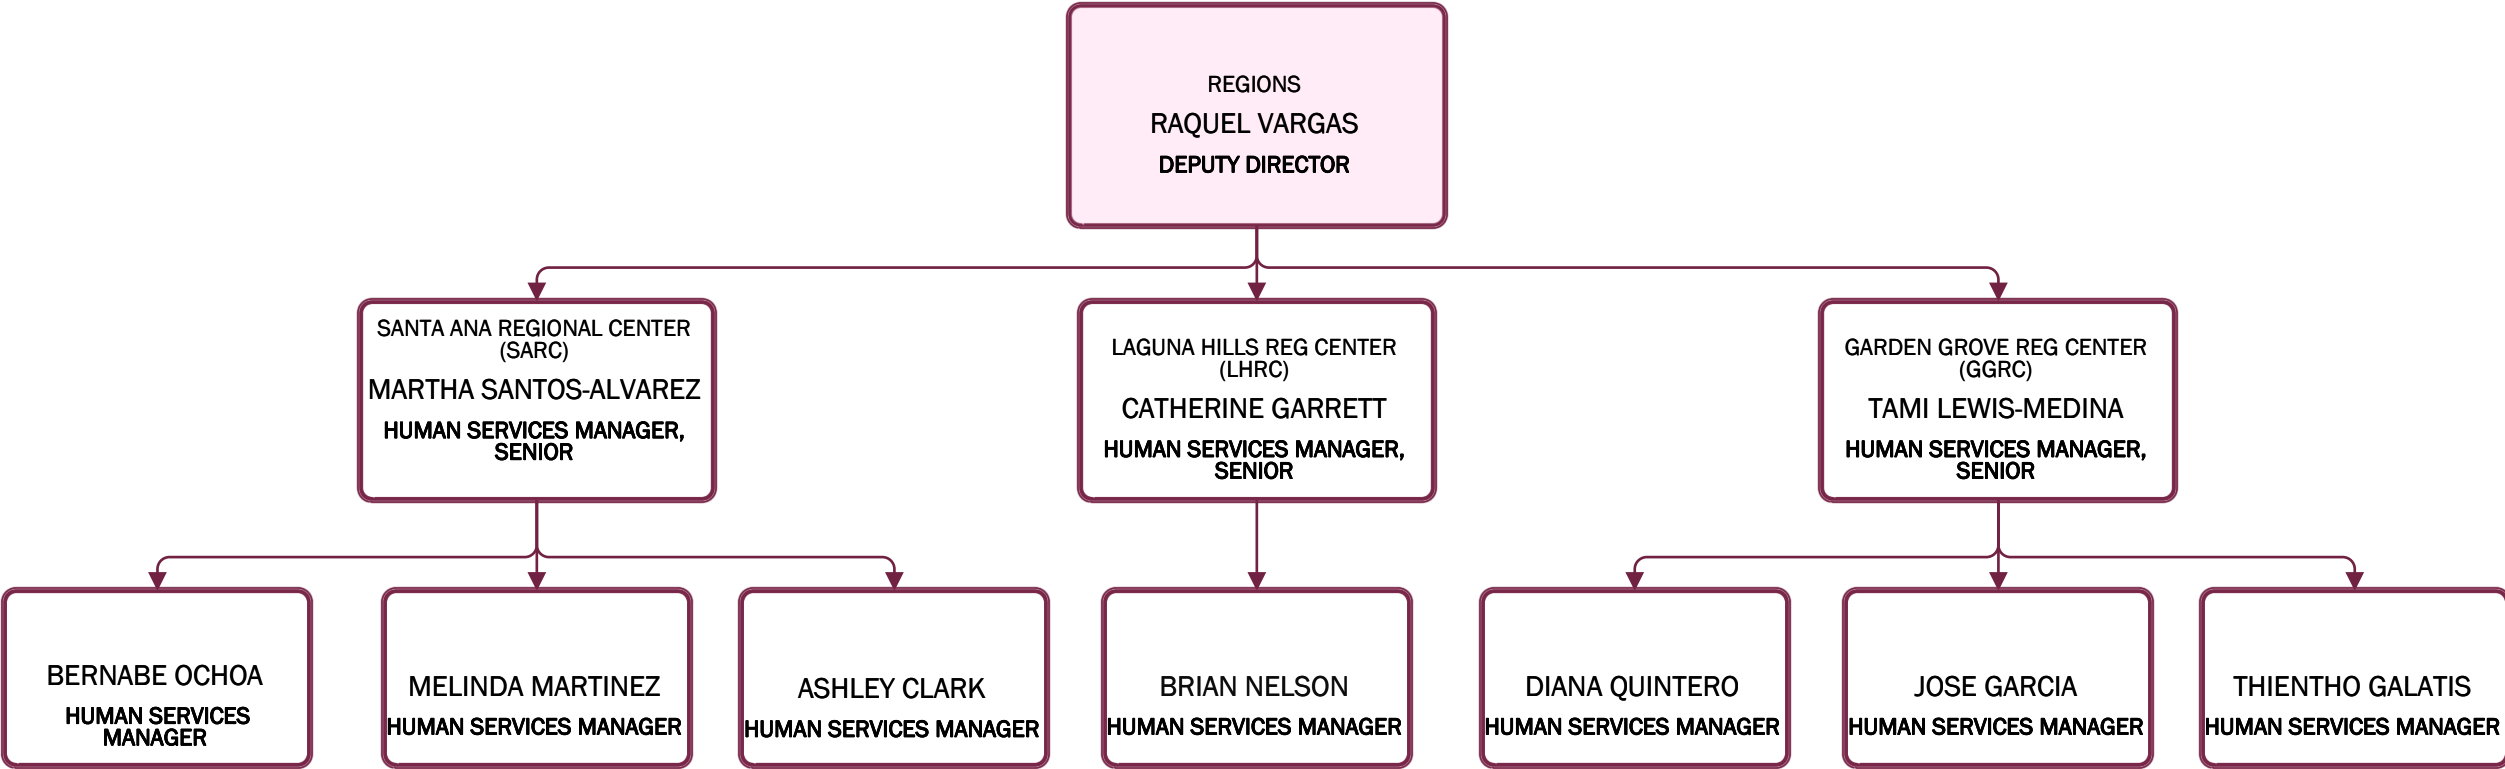 REGIONS
RAQUEL VARGAS
DEPUTY DIRECTOR
SANTA ANA REGIONAL CENTER
(SARC)
MARTHA SANTOS-ALVAREZ
HUMAN SERVICES MANAGER,
SENIOR
LAGUNA HILLS REG CENTER
(LHRC)
CATHERINE GARRETT
HUMAN SERVICES MANAGER,
SENIOR
GARDEN GROVE REG CENTER
(GGRC)
TAMI LEWIS-MEDINA
HUMAN SERVICES MANAGER,
SENIOR
BERNABE OCHOA
HUMAN SERVICES
MANAGER
MELINDA MARTINEZ
HUMAN SERVICES MANAGER
ASHLEY CLARK
HUMAN SERVICES MANAGER
BRIAN NELSON
HUMAN SERVICES MANAGER
DIANA QUINTERO
HUMAN SERVICES MANAGER
JOSE GARCIA
HUMAN SERVICES MANAGER
THIENTHO GALATIS
HUMAN SERVICES MANAGER